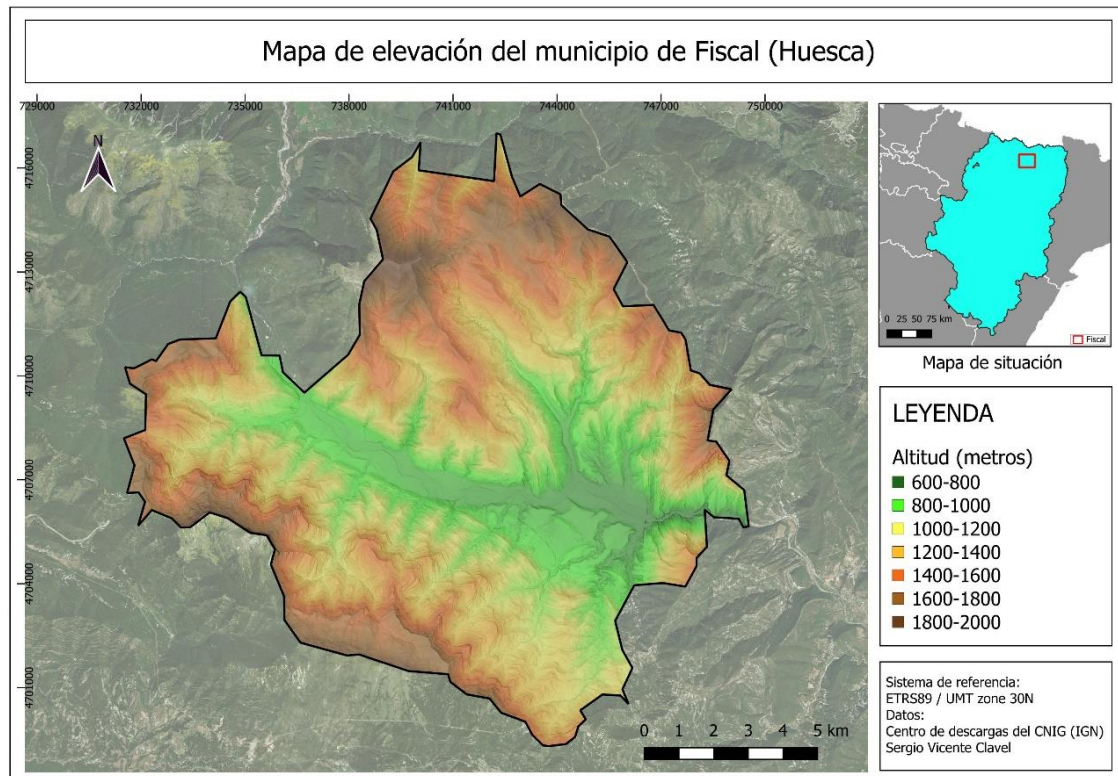 Mapa de elevación del municipio de Fiscal (Huesca)
729000 732000 735000 738000 741000 744000 747000 750000
4716000
4713000
4710000
4707000
4704000
4701000
N
0 1 2 3 4 5 km
0 25 50 75 km
Fiscal
Mapa de situación
LEYENDA
Altitud (metros)
600-800
800-1000
1000-1200
1200-1400
1400-1600
1600-1800
1800-2000
Sistema de referencia:
ETRS89 / UMT zone 30N
Datos:
Centro de descargas del CNIG (IGN)
Sergio Vicente Clavel